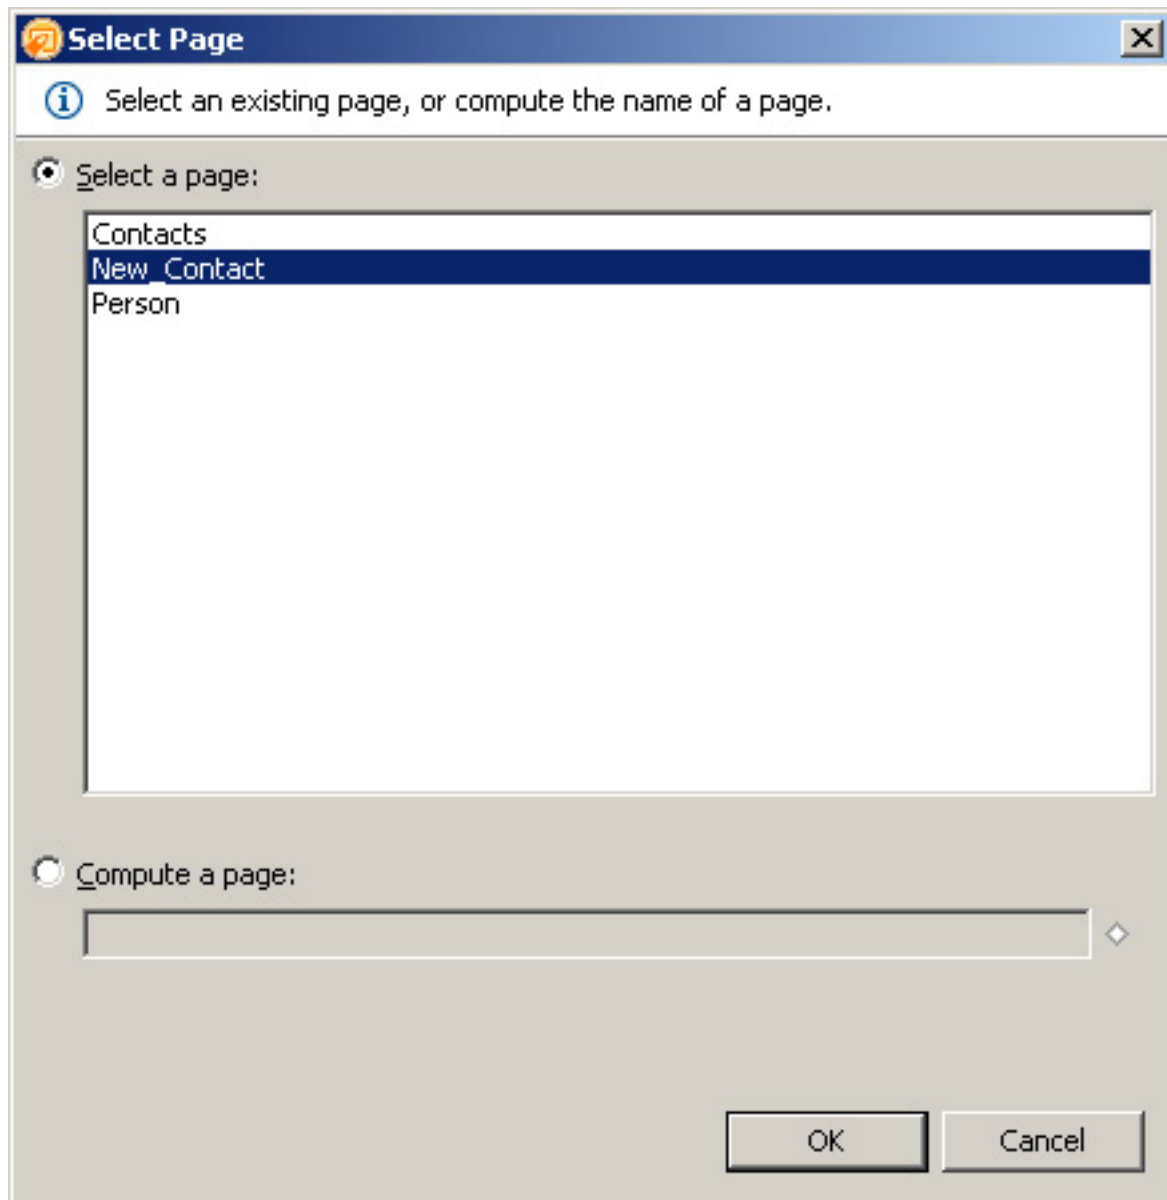 Select Page
Select an existing page, or compute the name of a page.
Select a page:
Contacts
New_Contact
Person
Compute a page:
OK Cancel